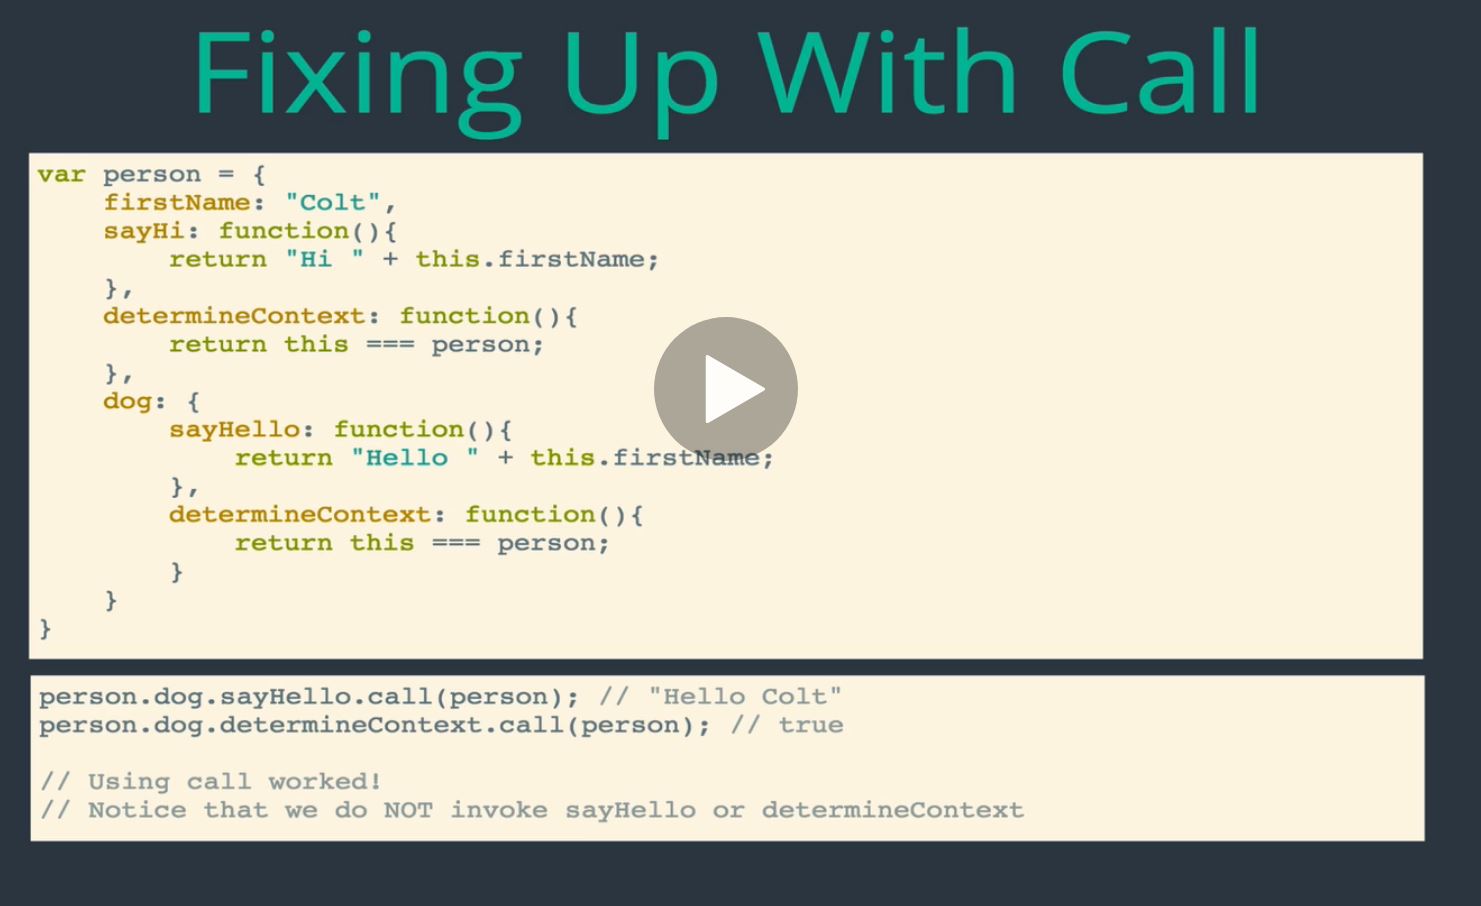 Fixing Up With Call
var person = {
    firstName: "Colt",
    sayHi: function(){
        return "Hi " + this.firstName;
    },
    determineContext: function(){
        return this === person;
    },
    dog: {
        sayHello: function(){
            return "Hello " + this.firstName;
        },
        determineContext: function(){
            return this === person;
        }
    }
}
person.dog.sayHello.call(person); // "Hello Colt"
person.dog.determineContext.call(person); // true
// Using call worked!
// Notice that we do NOT invoke sayHello or determineContext